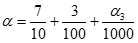 α = 7/10 + 3/100 + α₃/1000